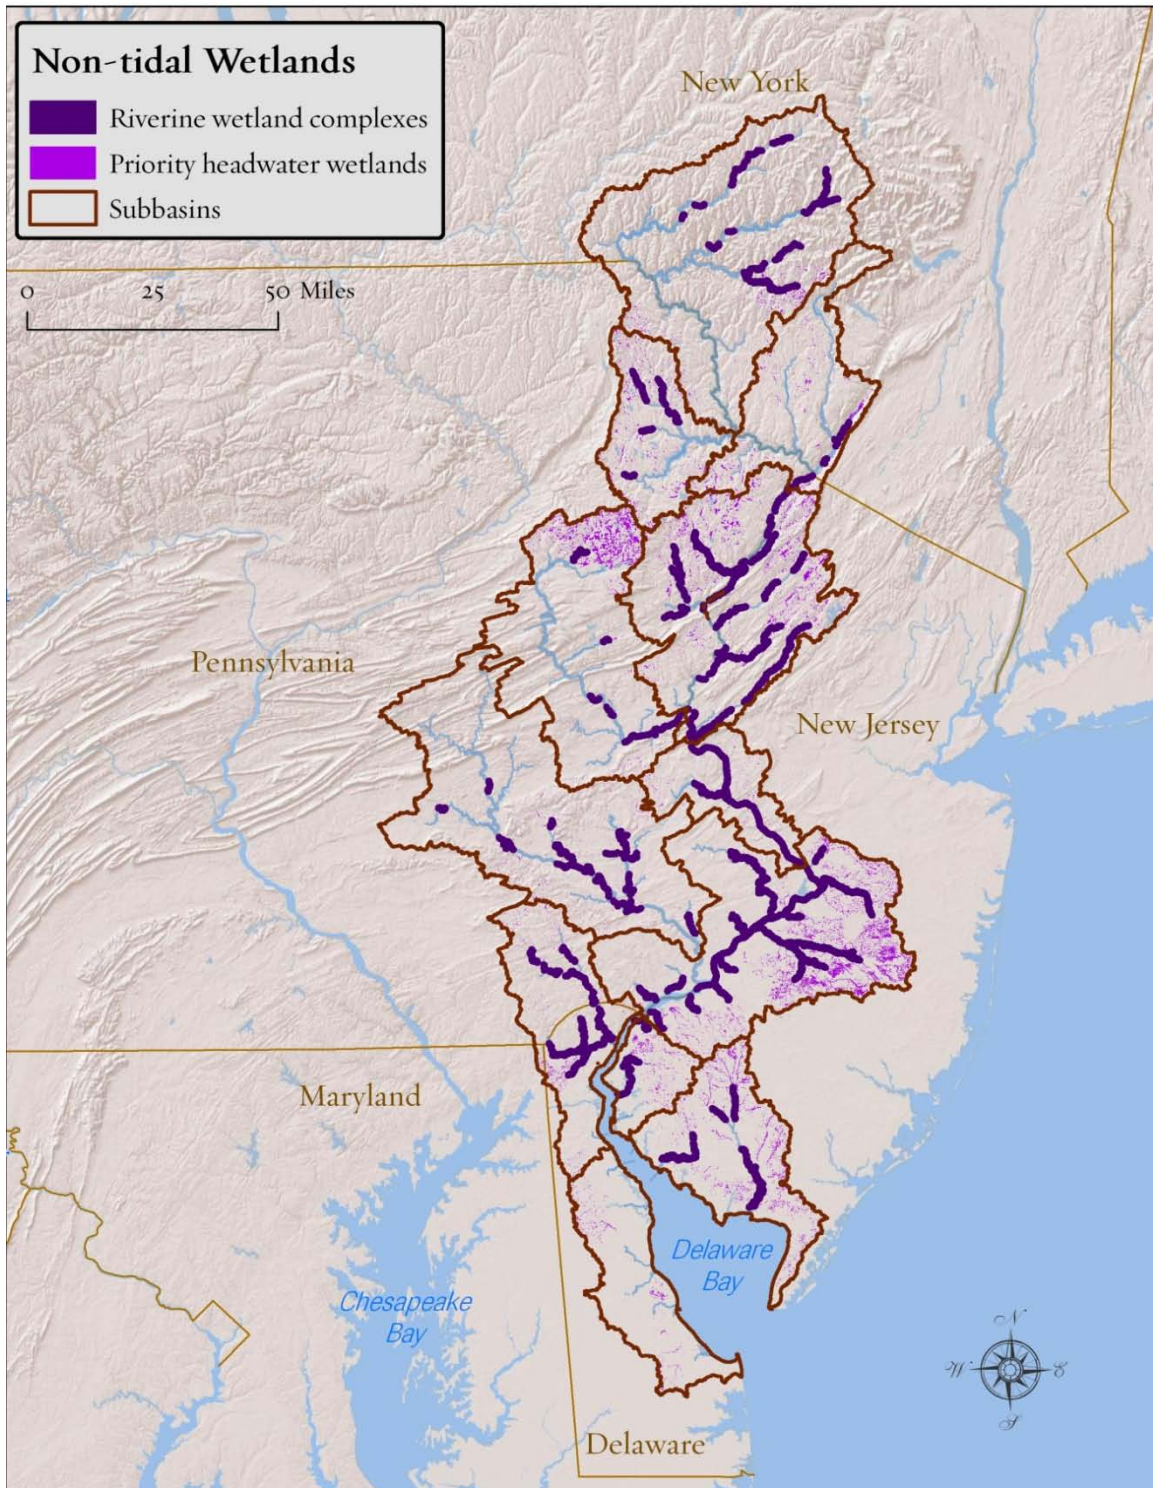 Non-tidal Wetlands
Riverine wetland complexes
Priority headwater wetlands
Subbasins
0 25 50 Miles
New York
Pennsylvania
New Jersey
Maryland
Delaware
Bay
Chesapeake
Bay
N
W E
S
Delaware